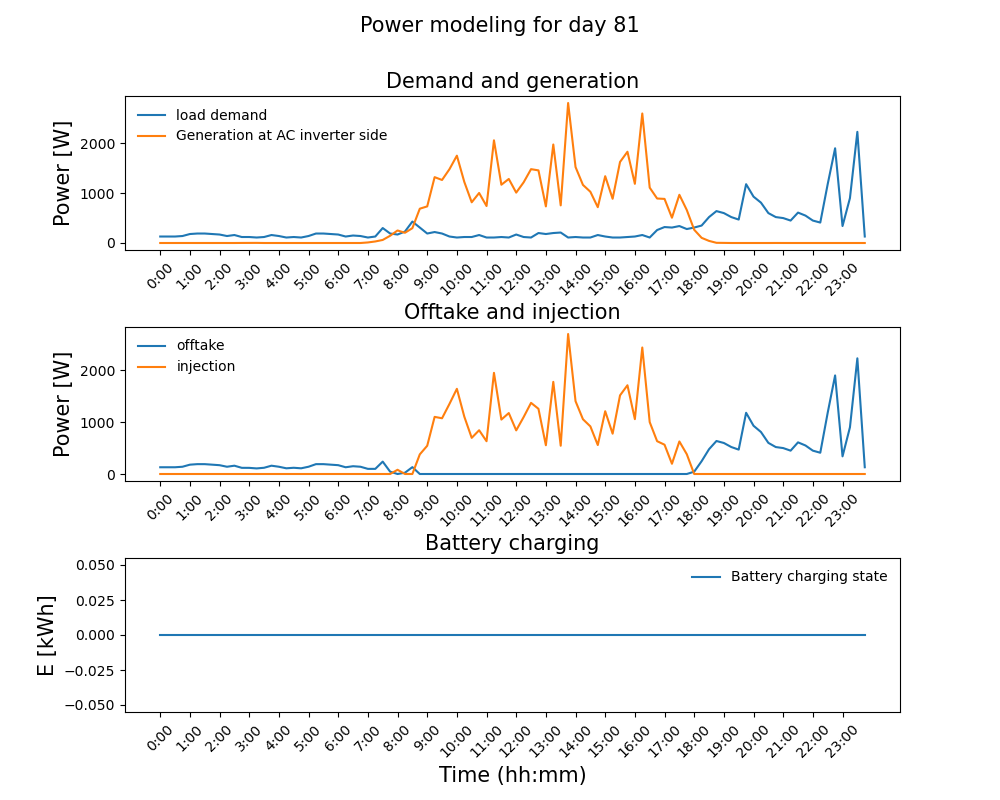 Power modeling for day 81
Demand and generation
Power [W]
2000
1000
0
load demand
Generation at AC inverter side
0:00 1:00 2:00 3:00 4:00 5:00 6:00 7:00 8:00 9:00 10:00 11:00 12:00 13:00 14:00 15:00 16:00 17:00 18:00 19:00 20:00 21:00 22:00 23:00
Offtake and injection
Power [W]
2000
1000
0
offtake
injection
0:00 1:00 2:00 3:00 4:00 5:00 6:00 7:00 8:00 9:00 10:00 11:00 12:00 13:00 14:00 15:00 16:00 17:00 18:00 19:00 20:00 21:00 22:00 23:00
Battery charging
E [kWh]
0.050
0.025
0.000
−0.025
−0.050
Battery charging state
0:00 1:00 2:00 3:00 4:00 5:00 6:00 7:00 8:00 9:00 10:00 11:00 12:00 13:00 14:00 15:00 16:00 17:00 18:00 19:00 20:00 21:00 22:00 23:00
Time (hh:mm)